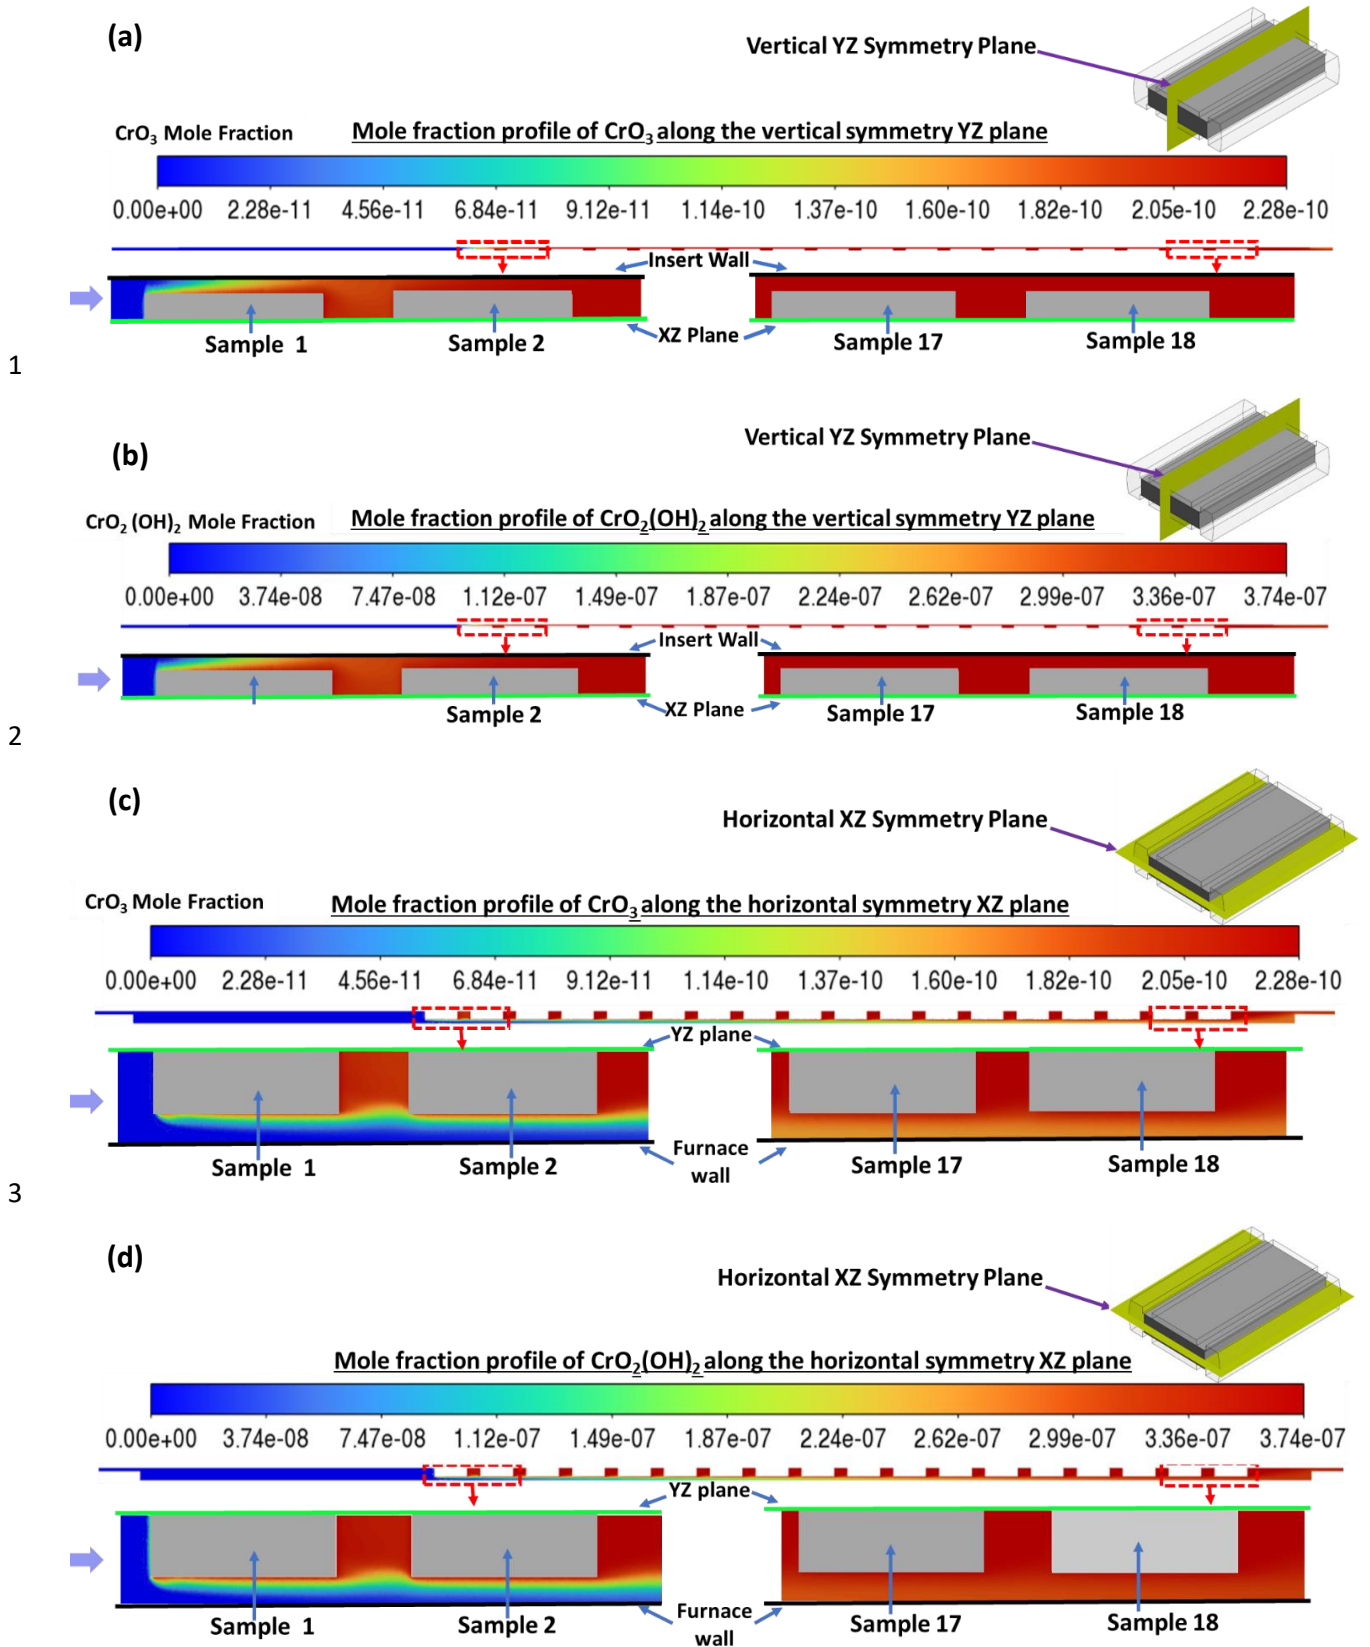 (a)
Vertical YZ Symmetry Plane
CrO3 Mole Fraction
Mole fraction profile of CrO3 along the vertical symmetry YZ plane
0.00e+00 2.28e-11 4.56e-11 6.84e-11 9.12e-11 1.14e-10 1.37e-10 1.60e-10 1.82e-10 2.05e-10 2.28e-10
Insert Wall
XZ Plane
Sample 1 Sample 2 Sample 17 Sample 18
1
(b)
Vertical YZ Symmetry Plane
CrO2 (OH)2 Mole Fraction
Mole fraction profile of CrO2(OH)2 along the vertical symmetry YZ plane
0.00e+00 3.74e-08 7.47e-08 1.12e-07 1.49e-07 1.87e-07 2.24e-07 2.62e-07 2.99e-07 3.36e-07 3.74e-07
Insert Wall
XZ Plane
Sample 2 Sample 17 Sample 18
2
(c)
Horizontal XZ Symmetry Plane
CrO3 Mole Fraction
Mole fraction profile of CrO3 along the horizontal symmetry XZ plane
0.00e+00 2.28e-11 4.56e-11 6.84e-11 9.12e-11 1.14e-10 1.37e-10 1.60e-10 1.82e-10 2.05e-10 2.28e-10
YZ plane
Furnace
wall
Sample 1 Sample 2 Sample 17 Sample 18
3
(d)
Horizontal XZ Symmetry Plane
Mole fraction profile of CrO2(OH)2 along the horizontal symmetry XZ plane
0.00e+00 3.74e-08 7.47e-08 1.12e-07 1.49e-07 1.87e-07 2.24e-07 2.62e-07 2.99e-07 3.36e-07 3.74e-07
YZ plane
Furnace
wall
Sample 1 Sample 2 Sample 17 Sample 18